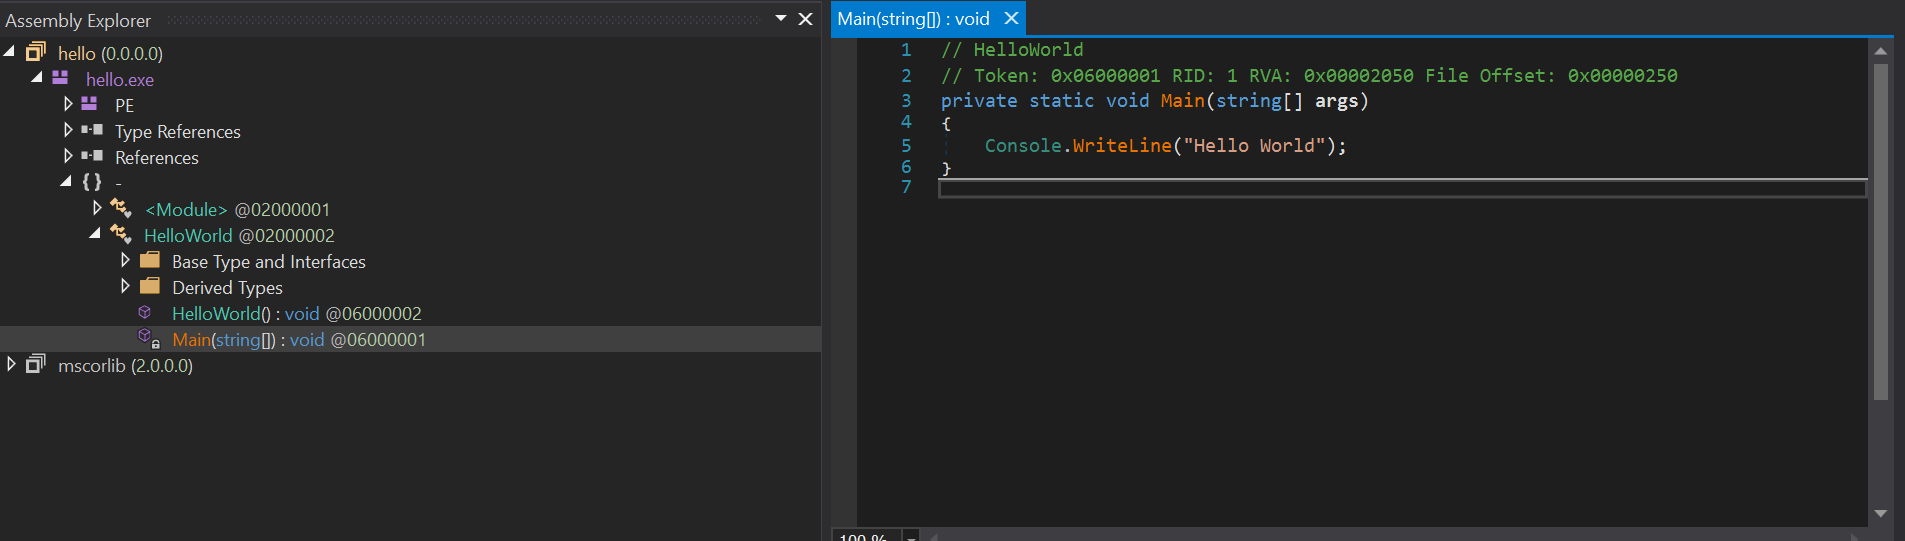 Assembly Explorer
hello (0.0.0.0)
hello.exe
PE
Type References
References
{ } -
<Module> @02000001
HelloWorld @02000002
Base Type and Interfaces
Derived Types
HelloWorld() : void @06000002
Main(string[]) : void @06000001
mscorlib (2.0.0.0)
Main(string[]) : void
1 // HelloWorld
2 // Token: 0x06000001 RID: 1 RVA: 0x00002050 File Offset: 0x00000250
3 private static void Main(string[] args)
4 {
5 Console.WriteLine("Hello World");
6 }
7
100 %